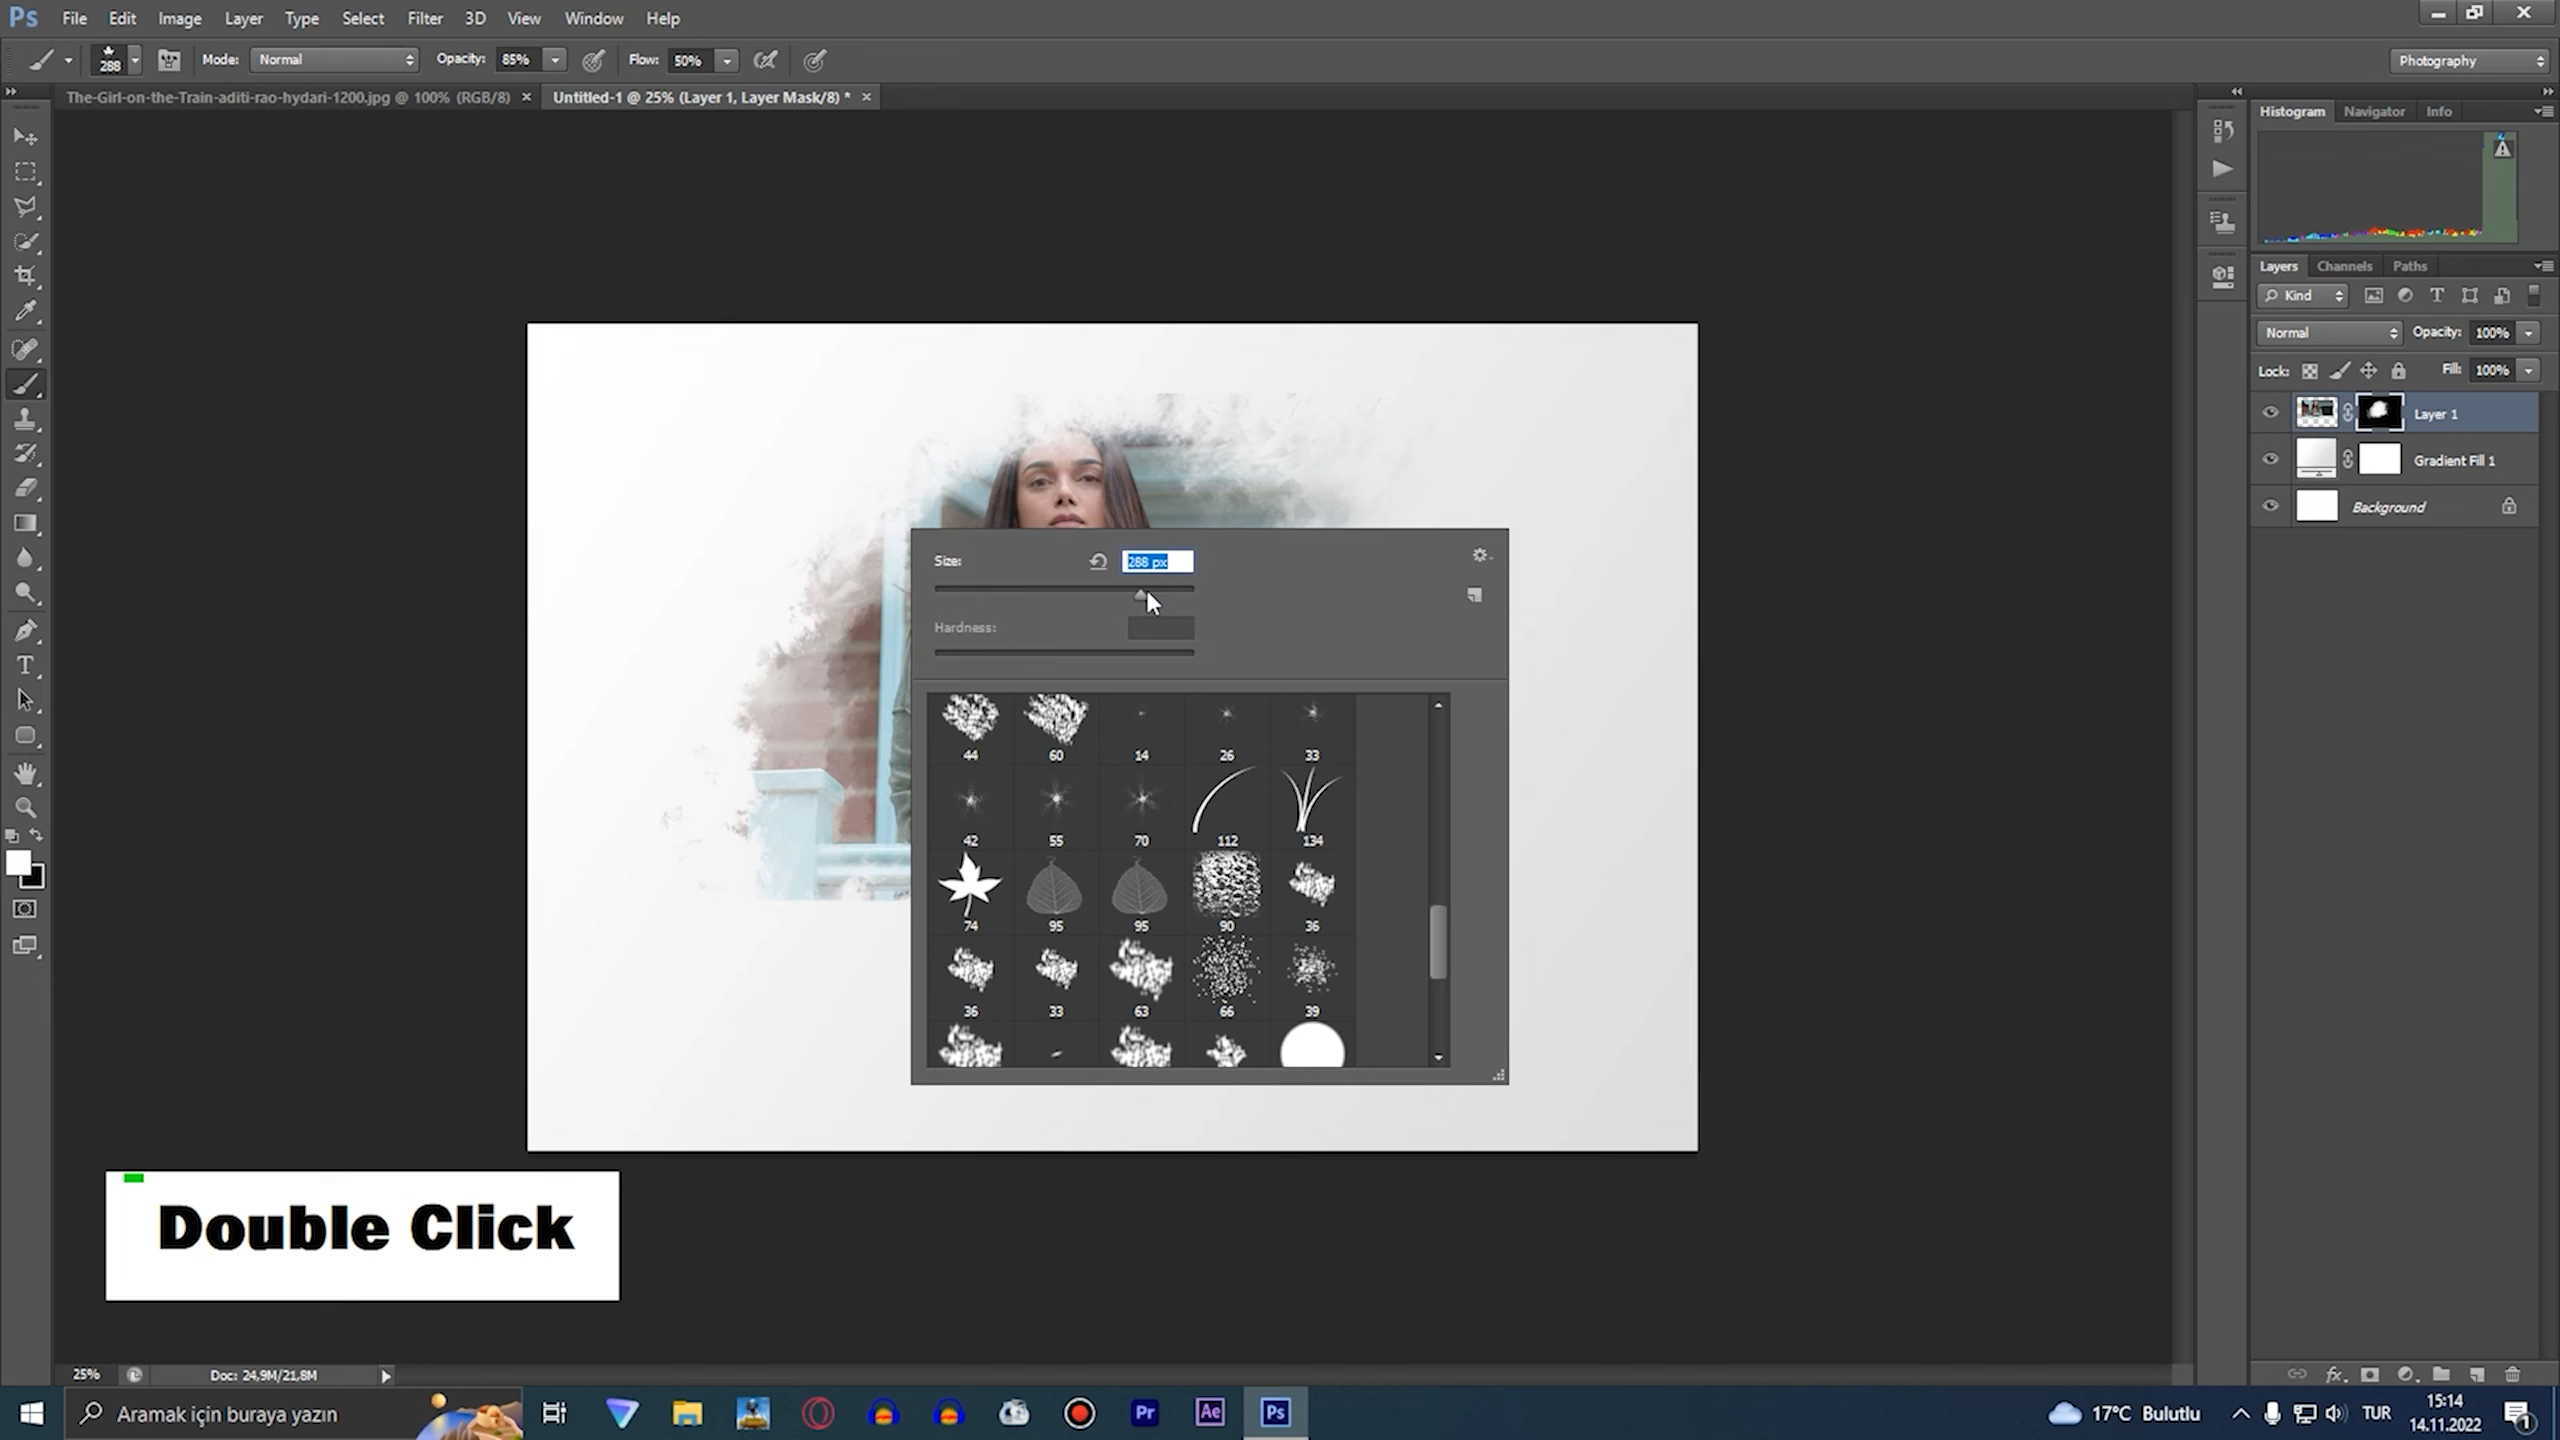 Ps File Edit Image Layer Type Select Filter 3D View Window Help
288 Mode: Normal Opacity: 85% Flow: 50% Photography
The-Girl-on-the-Train-aditi-rao-hydari-1200.jpg @ 100% (RGB/8) × Untitled-1 @ 25% (Layer 1, Layer Mask/8) * ×
Histogram Navigator Info
Layers Channels Paths
Kind
Normal Opacity: 100%
Lock: Fill: 100%
Layer 1
Gradient Fill 1
Background
Size: 288 px
Hardness:
44 60 14 26 33
42 55 70 112 134
74 95 95 90 36
36 33 63 66 39
Double Click
25% Doc: 24,9M/21,8M
Aramak için buraya yazın
Pr Ae Ps
17°C Bulutlu
TUR
15:14
14.11.2022
1